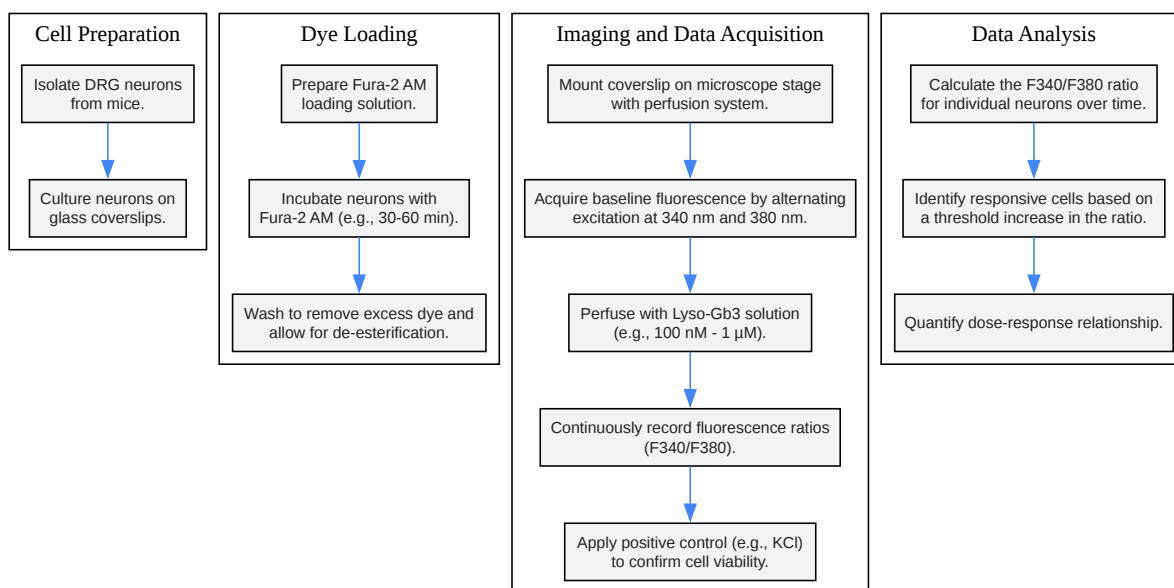 Cell Preparation
Isolate DRG neurons
from mice.
Culture neurons on
glass coverslips.
Dye Loading
Prepare Fura-2 AM
loading solution.
Incubate neurons with
Fura-2 AM (e.g., 30-60 min).
Wash to remove excess dye and
allow for de-esterification.
Imaging and Data Acquisition
Mount coverslip on microscope stage
with perfusion system.
Acquire baseline fluorescence by alternating
excitation at 340 nm and 380 nm.
Perfuse with Lyso-Gb3 solution
(e.g., 100 nM - 1 µM).
Continuously record fluorescence ratios
(F340/F380).
Apply positive control (e.g., KCl)
to confirm cell viability.
Data Analysis
Calculate the F340/F380 ratio
for individual neurons over time.
Identify responsive cells based on
a threshold increase in the ratio.
Quantify dose-response relationship.